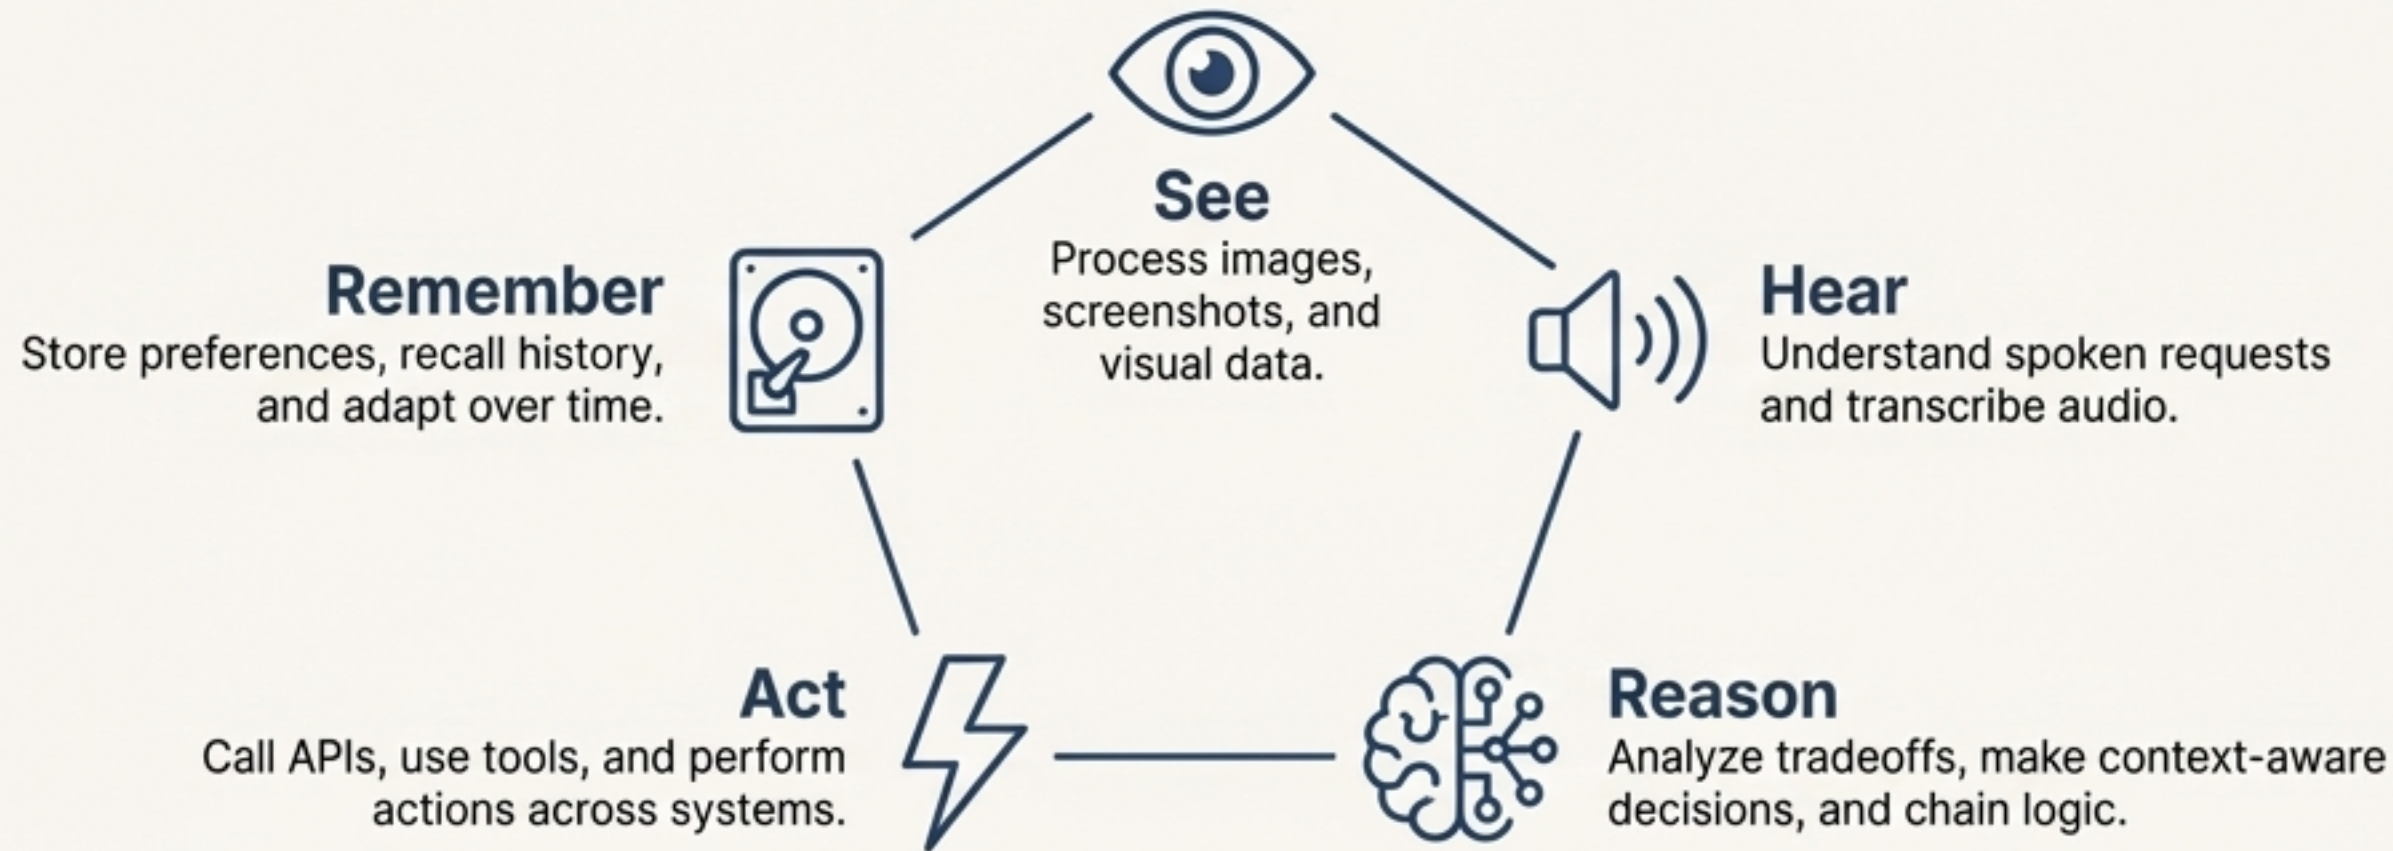 See
Process images,
screenshots, and
visual data.
Remember
Store preferences, recall history,
and adapt over time.
Hear
Understand spoken requests
and transcribe audio.
Act
Call APIs, use tools, and perform
actions across systems.
Reason
Analyze tradeoffs, make context-aware
decisions, and chain logic.